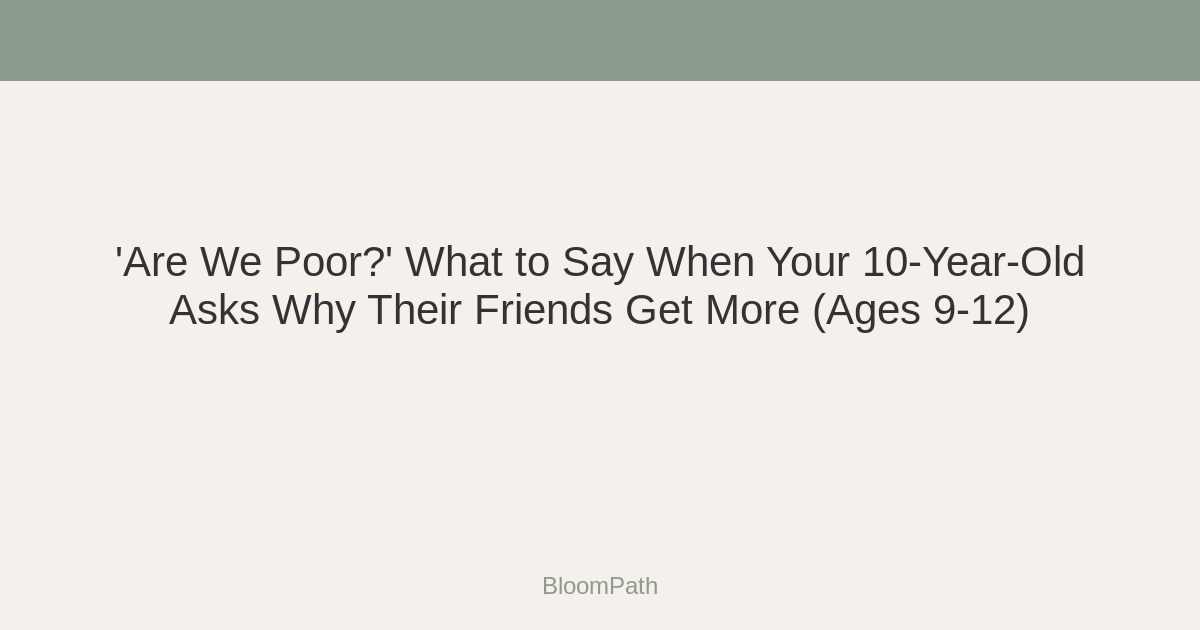 'Are We Poor?' What to Say When Your 10-Year-Old
Asks Why Their Friends Get More (Ages 9-12)
BloomPath